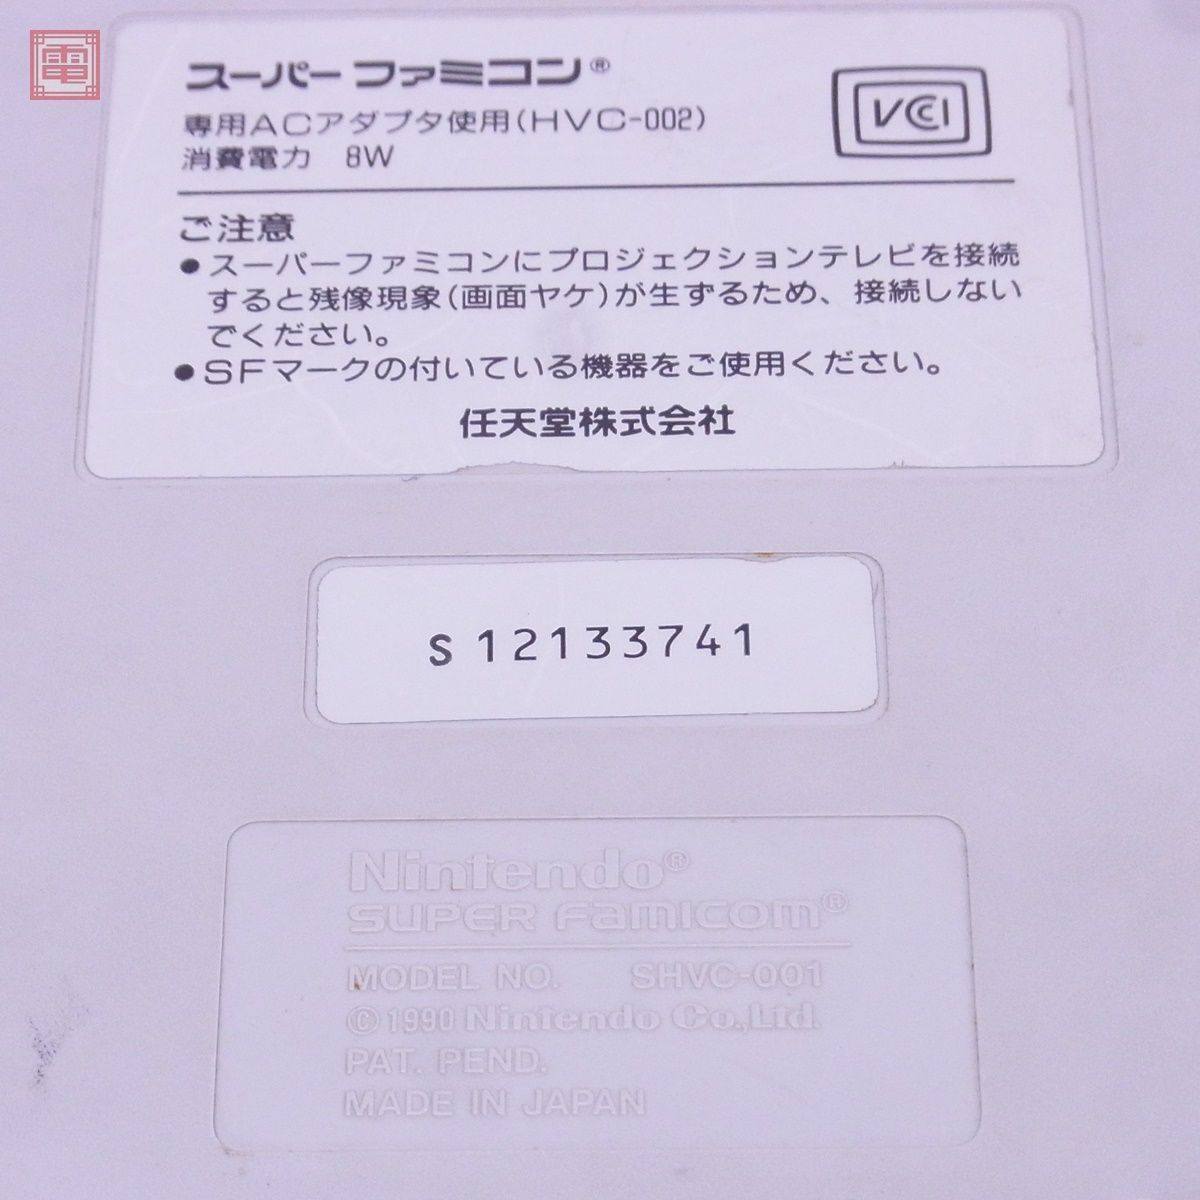 電
スーパーファミコン®
VCCI
専用ACアダプタ使用(HVC-002)
消費電力 8W
ご注意
●スーパーファミコンにプロジェクションテレビを接続
すると残像現象(画面ヤケ)が生ずるため、接続しない
でください。
●SFマークの付いている機器をご使用ください。
任天堂株式会社
S 12133741
Nintendo®
SUPER FAMICOM®
MODEL NO. SHVC-001
© 1990 Nintendo Co.,Ltd.
PAT. PEND.
MADE IN JAPAN